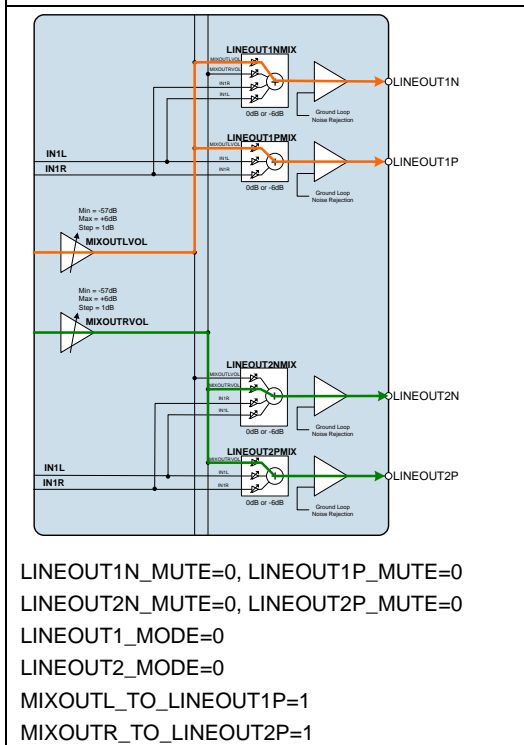 LINEOUT1NMIX
MIXOUTLVOL
MIXOUTRVOL
IN1R
IN1L
LINEOUT1N
0dB or -6dB
Ground Loop
Noise Rejection
LINEOUT1PMIX
MIXOUTLVOL
IN1L
IN1R
LINEOUT1P
0dB or -6dB
Ground Loop
Noise Rejection
IN1L
IN1R
Min = -57dB
Max = +6dB
Step = 1dB
MIXOUTLVOL
Min = -57dB
Max = +6dB
Step = 1dB
MIXOUTRVOL
LINEOUT2NMIX
MIXOUTLVOL
MIXOUTRVOL
IN1R
IN1L
LINEOUT2N
0dB or -6dB
Ground Loop
Noise Rejection
LINEOUT2PMIX
MIXOUTRVOL
IN1L
IN1R
LINEOUT2P
0dB or -6dB
Ground Loop
Noise Rejection
IN1L
IN1R
LINEOUT1N_MUTE=0, LINEOUT1P_MUTE=0
LINEOUT2N_MUTE=0, LINEOUT2P_MUTE=0
LINEOUT1_MODE=0
LINEOUT2_MODE=0
MIXOUTL_TO_LINEOUT1P=1
MIXOUTR_TO_LINEOUT2P=1